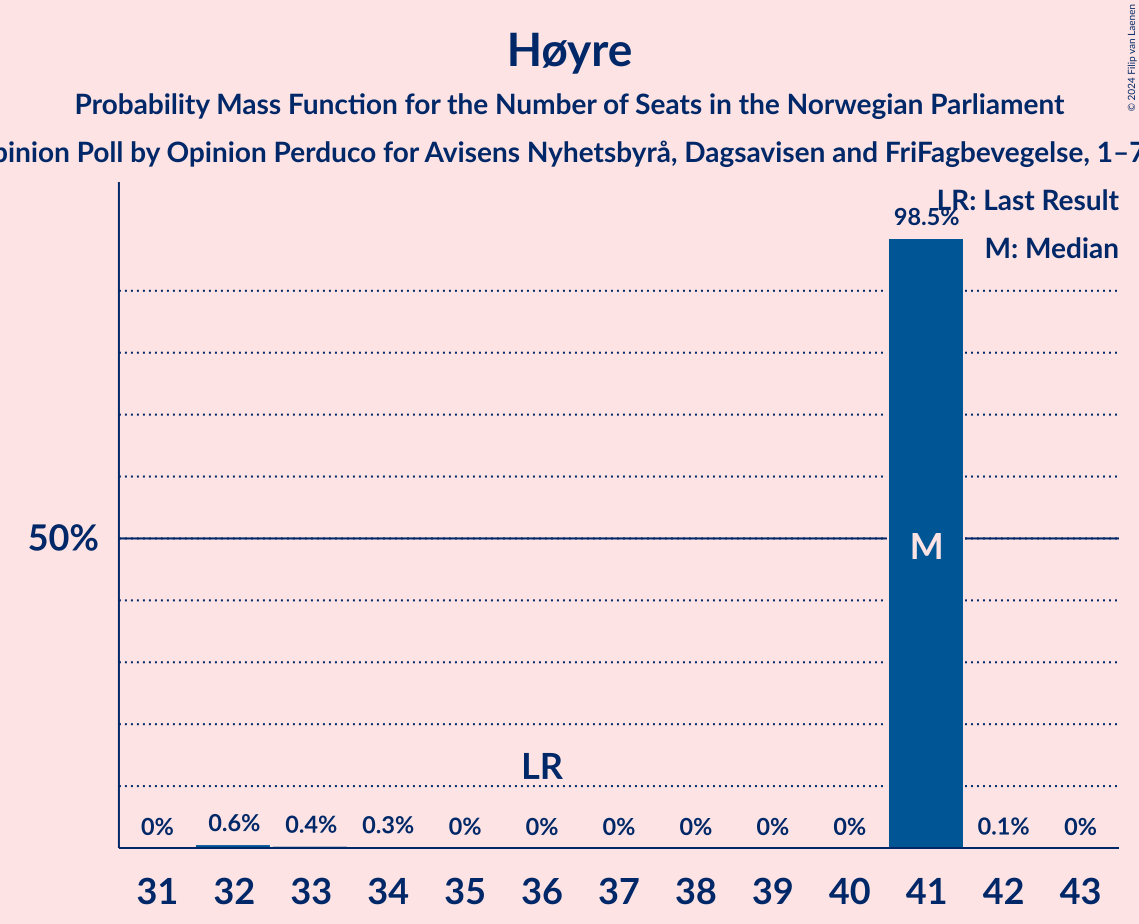 Høyre
Probability Mass Function for the Number of Seats in the Norwegian Parliament
Poll by Opinion Perduco for Avisens Nyhetsbyrå, Dagsavisen and FriFagbevegelse, 1–7
© 2024 Filip van Laenen
LR: Last Result
98.5%
M: Median
50%
M
LR
0% 0.6% 0.4% 0.3% 0% 0% 0% 0% 0% 0% 0.1% 0%
31 32 33 34 35 36 37 38 39 40 41 42 43